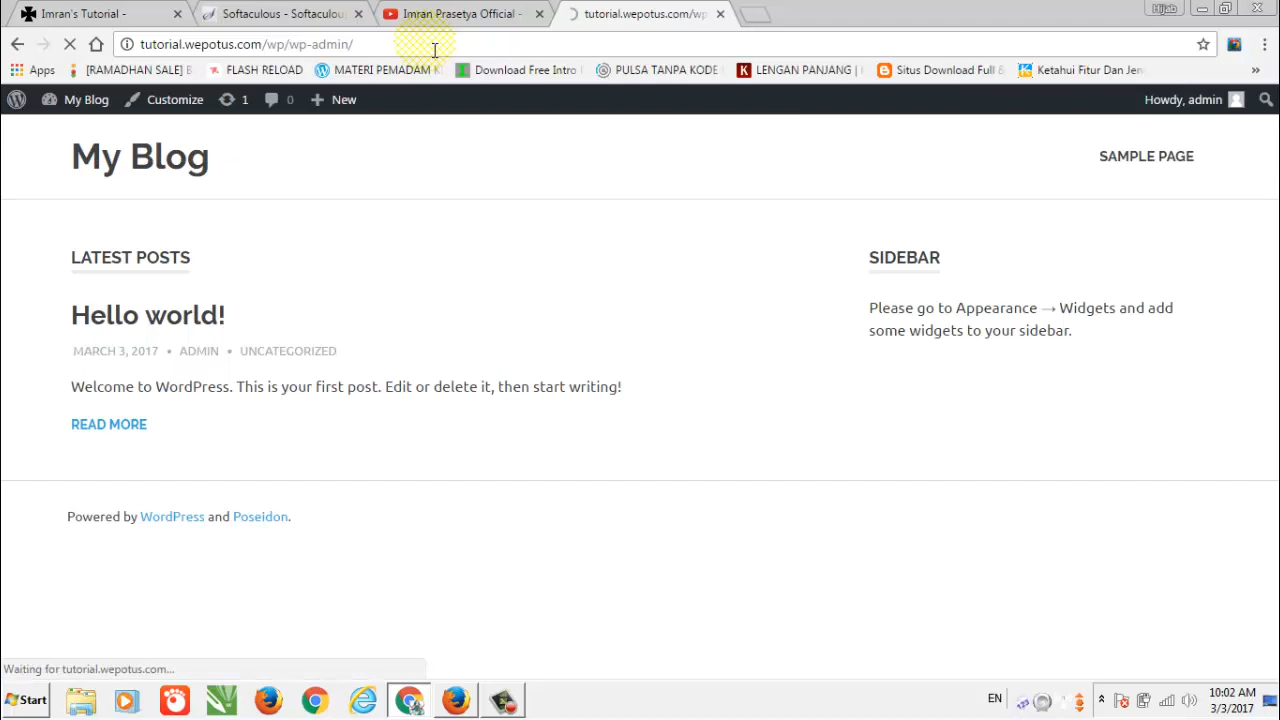 Imran's Tutorial -
Softaculous - Softaculou
Imran Prasetya Official -
tutorial.wepotus.com/wp
Hijab
tutorial.wepotus.com/wp/wp-admin/
Apps
[RAMADHAN SALE] B
FLASH RELOAD
MATERI PEMADAM K
Download Free Intro
PULSA TANPA KODE
LENGAN PANJANG |
Situs Download Full &
Ketahui Fitur Dan Jen
»
My Blog
Customize
1
0
New
Howdy, admin
My Blog
SAMPLE PAGE
LATEST POSTS
SIDEBAR
Hello world!
Please go to Appearance → Widgets and add
some widgets to your sidebar.
MARCH 3, 2017 • ADMIN • UNCATEGORIZED
Welcome to WordPress. This is your first post. Edit or delete it, then start writing!
READ MORE
Powered by WordPress and Poseidon.
Waiting for tutorial.wepotus.com...
Start
EN
10:02 AM
3/3/2017